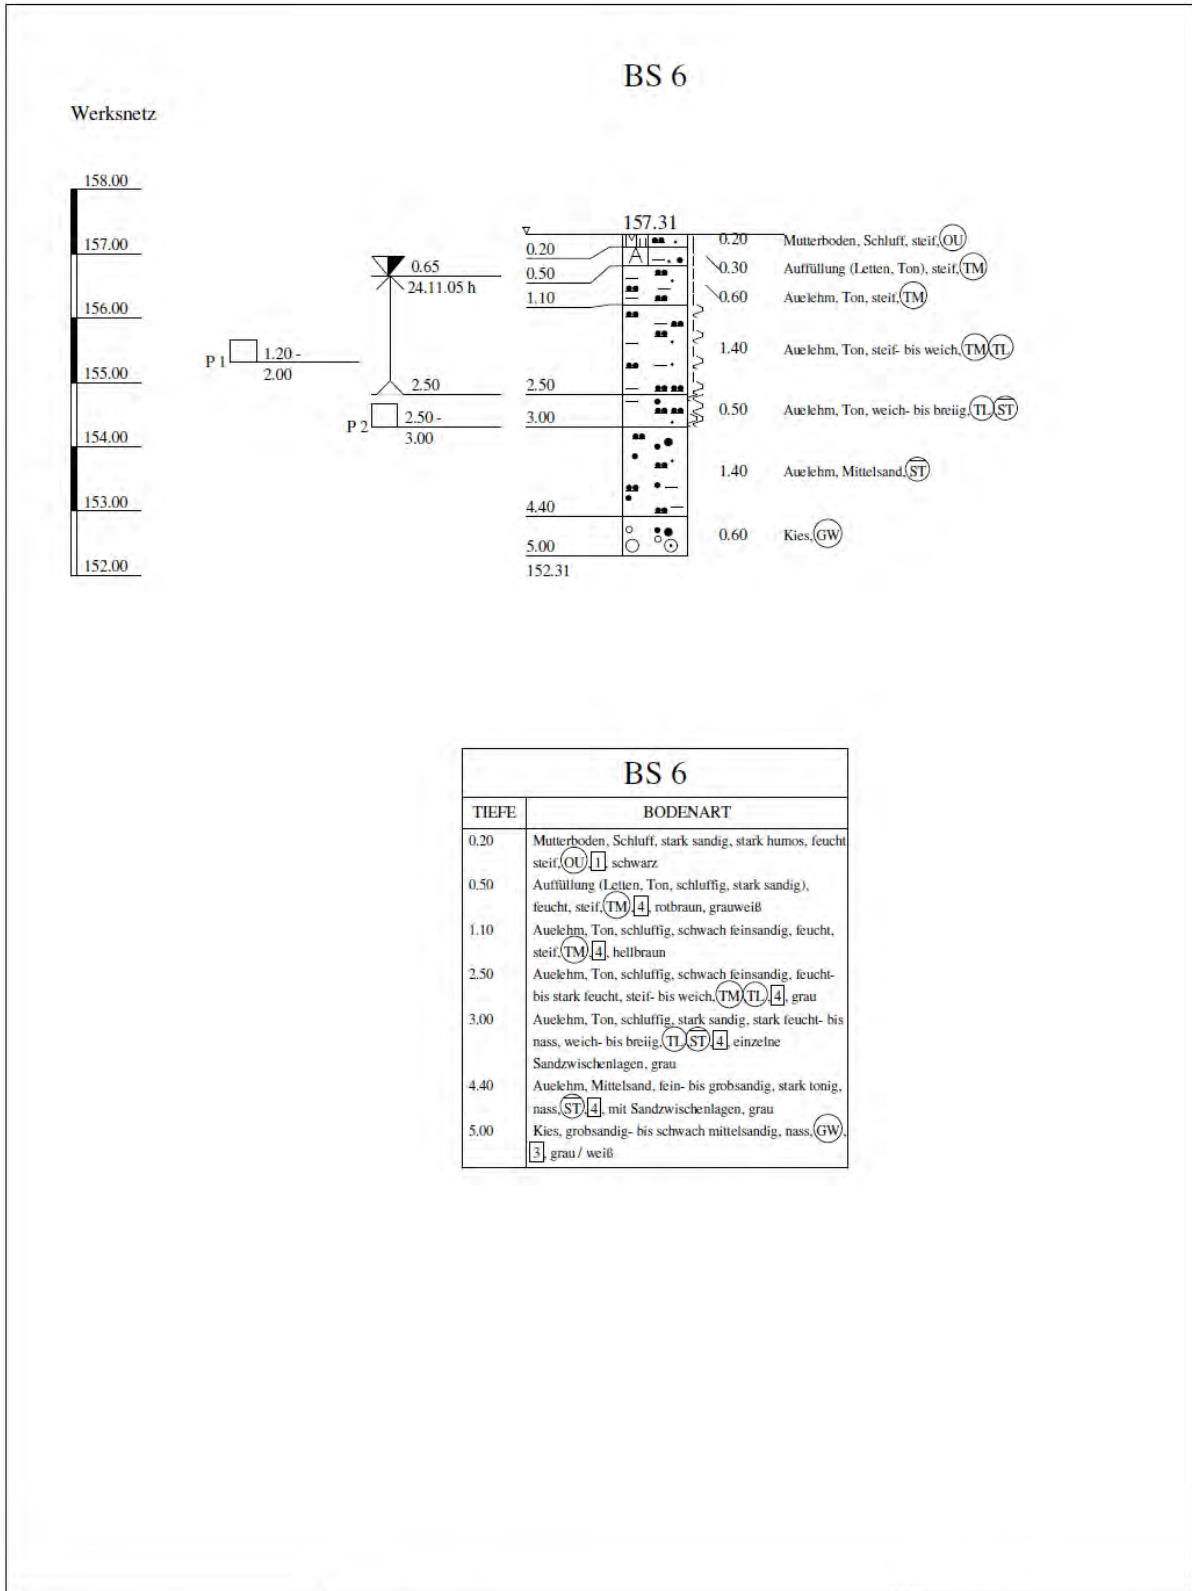 BS 6
Werksnetz
158.00
157.00
156.00
155.00
154.00
153.00
152.00
P 1
1.20 -
2.00
0.65
24.11.05 h
2.50
P 2
2.50 -
3.00
157.31
0.20
0.50
1.10
2.50
3.00
4.40
5.00
152.31
Mu
A
0.20 Mutterboden, Schluff, steif, OU
0.30 Auffüllung (Letten, Ton), steif, TM
0.60 Auelehm, Ton, steif, TM
1.40 Auelehm, Ton, steif- bis weich, TM, TL
0.50 Auelehm, Ton, weich- bis breiig, TL, S̅T̅
1.40 Auelehm, Mittelsand, S̅T̅
0.60 Kies, GW
BS 6
TIEFE BODENART
0.20 Mutterboden, Schluff, stark sandig, stark humos, feucht
steif, OU, 1, schwarz
0.50 Auffüllung (Letten, Ton, schluffig, stark sandig),
feucht, steif, TM, 4, rotbraun, grauweiß
1.10 Auelehm, Ton, schluffig, schwach feinsandig, feucht,
steif, TM, 4, hellbraun
2.50 Auelehm, Ton, schluffig, schwach feinsandig, feucht-
bis stark feucht, steif- bis weich, TM, TL, 4, grau
3.00 Auelehm, Ton, schluffig, stark sandig, stark feucht- bis
nass, weich- bis breiig, TL, S̅T̅, 4, einzelne
Sandzwischenlagen, grau
4.40 Auelehm, Mittelsand, fein- bis grobsandig, stark tonig,
nass, S̅T̅, 4, mit Sandzwischenlagen, grau
5.00 Kies, grobsandig- bis schwach mittelsandig, nass, GW,
3, grau / weiß